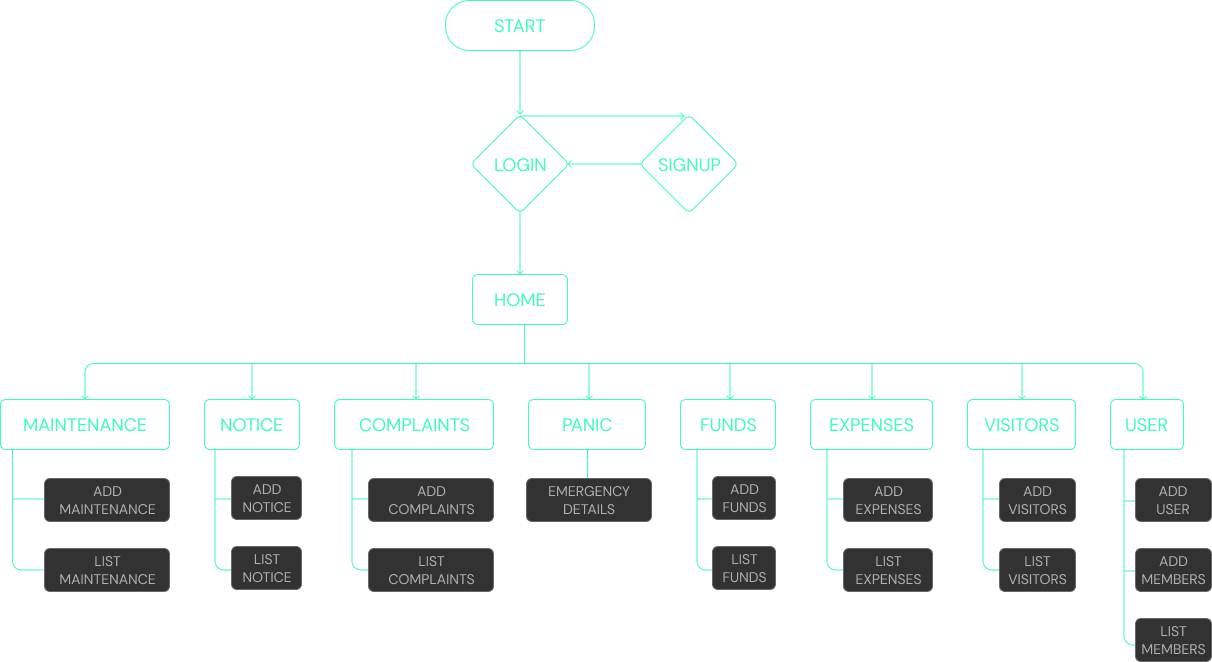 START
LOGIN
SIGNUP
HOME
MAINTENANCE
NOTICE
COMPLAINTS
PANIC
FUNDS
EXPENSES
VISITORS
USER
ADD
MAINTENANCE
ADD
NOTICE
ADD
COMPLAINTS
EMERGENCY
DETAILS
ADD
FUNDS
ADD
EXPENSES
ADD
VISITORS
ADD
USER
LIST
MAINTENANCE
LIST
NOTICE
LIST
COMPLAINTS
LIST
FUNDS
LIST
EXPENSES
LIST
VISITORS
ADD
MEMBERS
LIST
MEMBERS